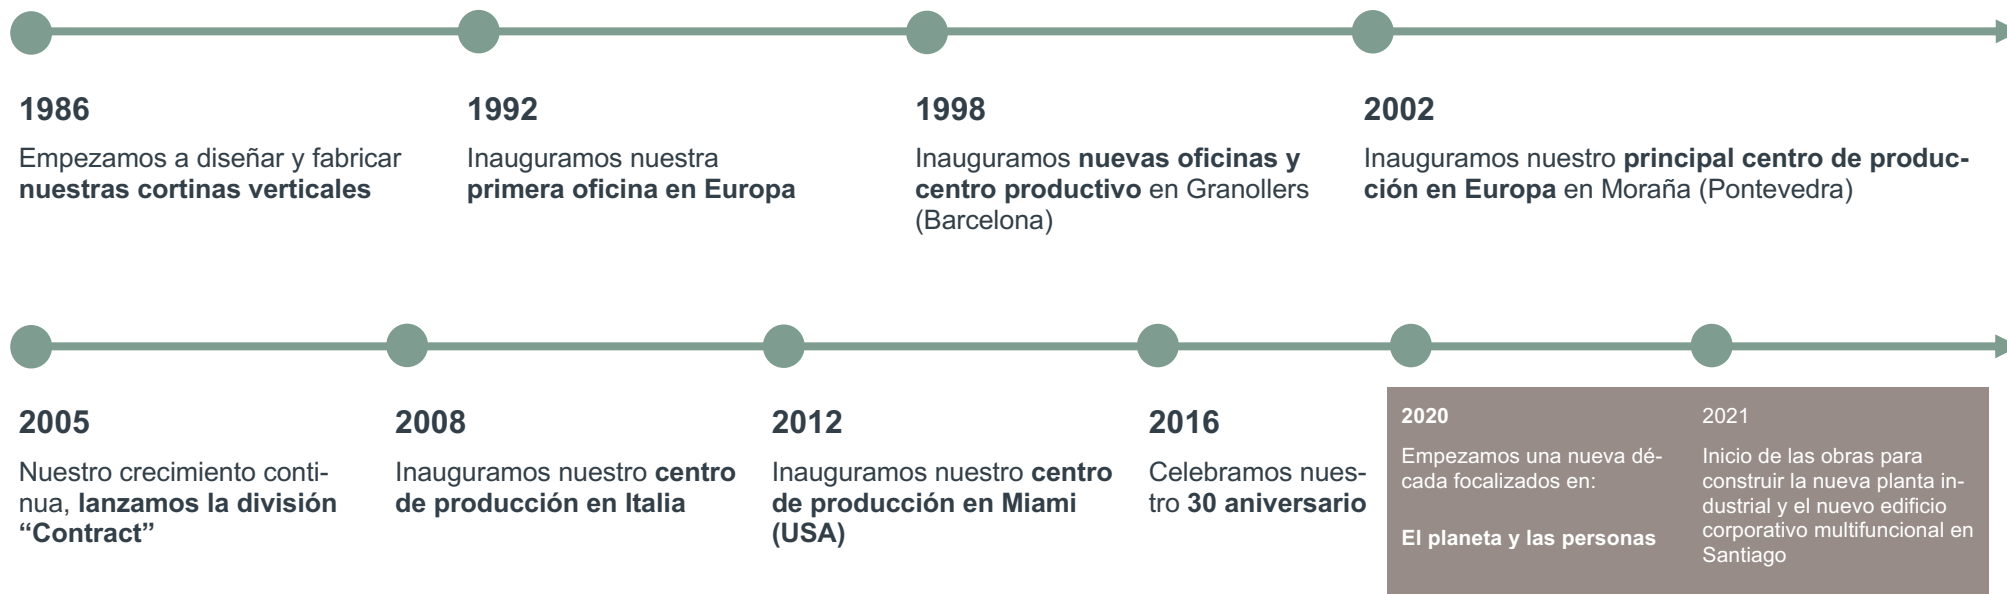 1986
Empezamos a diseñar y fabricar
nuestras cortinas verticales
1992
Inauguramos nuestra
primera oficina en Europa
1998
Inauguramos nuevas oficinas y
centro productivo en Granollers
(Barcelona)
2002
Inauguramos nuestro principal centro de produc-
ción en Europa en Moraña (Pontevedra)
2005
Nuestro crecimiento conti-
nua, lanzamos la división
“Contract”
2008
Inauguramos nuestro centro
de producción en Italia
2012
Inauguramos nuestro centro
de producción en Miami
(USA)
2016
Celebramos nues-
tro 30 aniversario
2020
Empezamos una nueva dé-
cada focalizados en:
El planeta y las personas
2021
Inicio de las obras para
construir la nueva planta in-
dustrial y el nuevo edificio
corporativo multifuncional en
Santiago